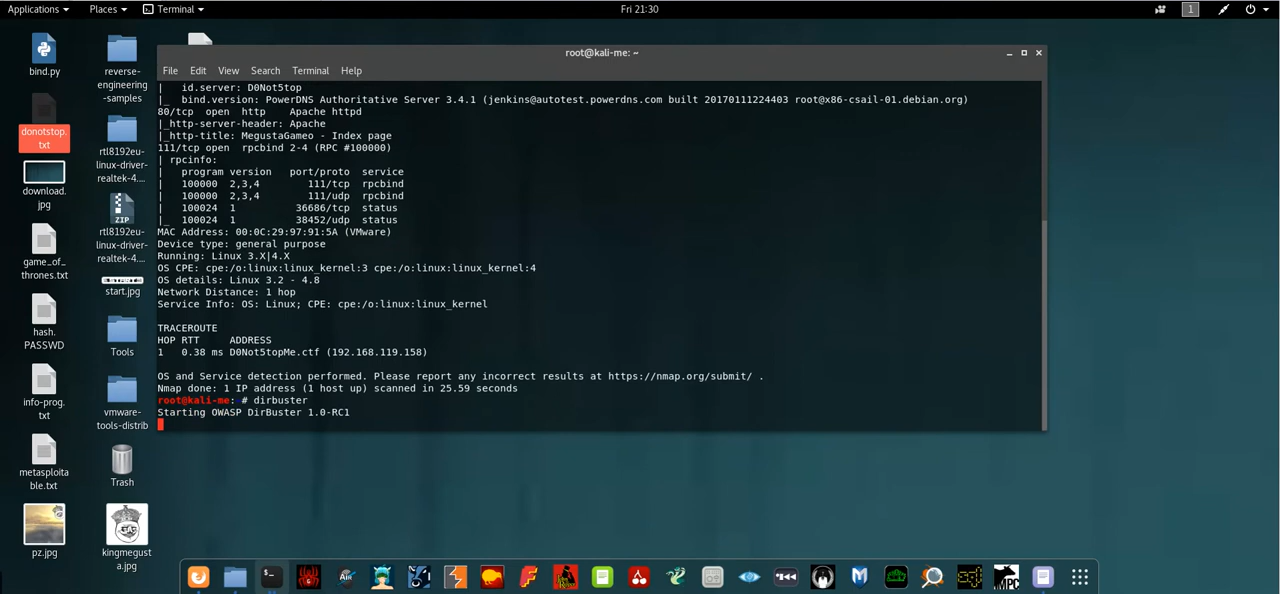 Applications
Places
Terminal
Fri 21:30
1
root@kali-me: ~
File Edit View Search Terminal Help
|   id.server: D0Not5top
|_  bind.version: PowerDNS Authoritative Server 3.4.1 (jenkins@autotest.powerdns.com built 20170111224403 root@x86-csail-01.debian.org)
80/tcp  open  http    Apache httpd
|_http-server-header: Apache
|_http-title: MegustaGameo - Index page
111/tcp open  rpcbind 2-4 (RPC #100000)
| rpcinfo:
|   program version   port/proto  service
|   100000  2,3,4        111/tcp  rpcbind
|   100000  2,3,4        111/udp  rpcbind
|   100024  1          36686/tcp  status
|_  100024  1          38452/udp  status
MAC Address: 00:0C:29:97:91:5A (VMware)
Device type: general purpose
Running: Linux 3.X|4.X
OS CPE: cpe:/o:linux:linux_kernel:3 cpe:/o:linux:linux_kernel:4
OS details: Linux 3.2 - 4.8
Network Distance: 1 hop
Service Info: OS: Linux; CPE: cpe:/o:linux:linux_kernel
TRACEROUTE
HOP RTT     ADDRESS
1   0.38 ms D0Not5topMe.ctf (192.168.119.158)
OS and Service detection performed. Please report any incorrect results at https://nmap.org/submit/ .
Nmap done: 1 IP address (1 host up) scanned in 25.59 seconds
root@kali-me: # dirbuster
Starting OWASP DirBuster 1.0-RC1
bind.py
donotstop.
txt
download.
jpg
game_of_
thrones.txt
hash.
PASSWD
info-prog.
txt
metasploita
ble.txt
pz.jpg
reverse-
engineering
-samples
rtl8192eu-
linux-driver-
realtek-4....
ZIP
rtl8192eu-
linux-driver-
realtek-4....
START
start.jpg
Tools
vmware-
tools-distrib
Trash
kingmegust
a.jpg